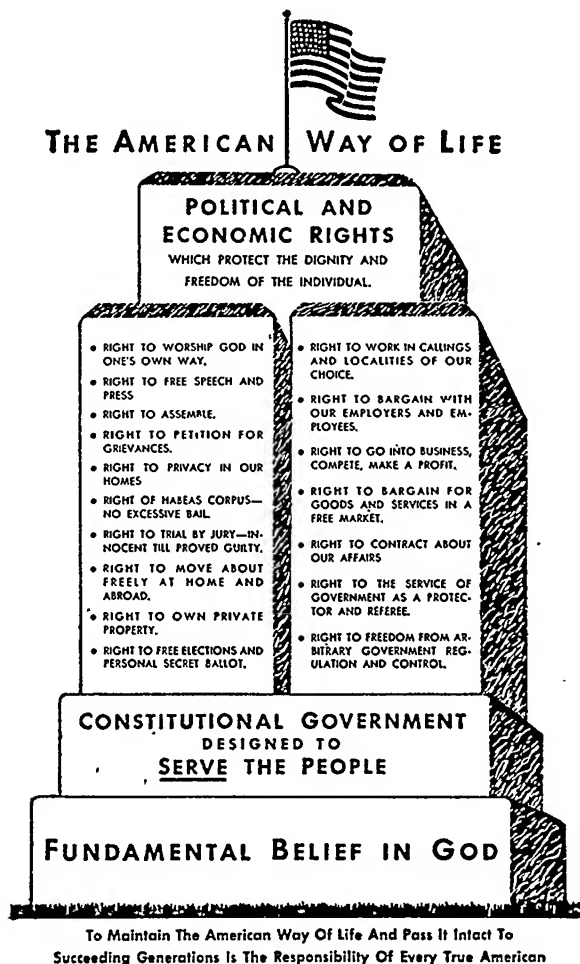 THE AMERICAN WAY OF LIFE
POLITICAL AND
ECONOMIC RIGHTS
WHICH PROTECT THE DIGNITY AND
FREEDOM OF THE INDIVIDUAL.
• RIGHT TO WORSHIP GOD IN
ONE'S OWN WAY.
• RIGHT TO FREE SPEECH AND
PRESS
• RIGHT TO ASSEMBLE.
• RIGHT TO PETITION FOR
GRIEVANCES.
• RIGHT TO PRIVACY IN OUR
HOMES
• RIGHT OF HABEAS CORPUS—
NO EXCESSIVE BAIL.
• RIGHT TO TRIAL BY JURY—IN-
NOCENT TILL PROVED GUILTY.
• RIGHT TO MOVE ABOUT
FREELY AT HOME AND
ABROAD.
• RIGHT TO OWN PRIVATE
PROPERTY.
• RIGHT TO FREE ELECTIONS AND
PERSONAL SECRET BALLOT.
• RIGHT TO WORK IN CALLINGS
AND LOCALITIES OF OUR
CHOICE.
• RIGHT TO BARGAIN WITH
OUR EMPLOYERS AND EM-
PLOYEES.
• RIGHT TO GO INTO BUSINESS,
COMPETE, MAKE A PROFIT.
• RIGHT TO BARGAIN FOR
GOODS AND SERVICES IN A
FREE MARKET.
• RIGHT TO CONTRACT ABOUT
OUR AFFAIRS
• RIGHT TO THE SERVICE OF
GOVERNMENT AS A PROTEC-
TOR AND REFEREE.
• RIGHT TO FREEDOM FROM AR-
BITRARY GOVERNMENT REG-
ULATION AND CONTROL.
CONSTITUTIONAL GOVERNMENT
DESIGNED TO
SERVE THE PEOPLE
FUNDAMENTAL BELIEF IN GOD
To Maintain The American Way Of Life And Pass It Intact To
Succeeding Generations Is The Responsibility Of Every True American